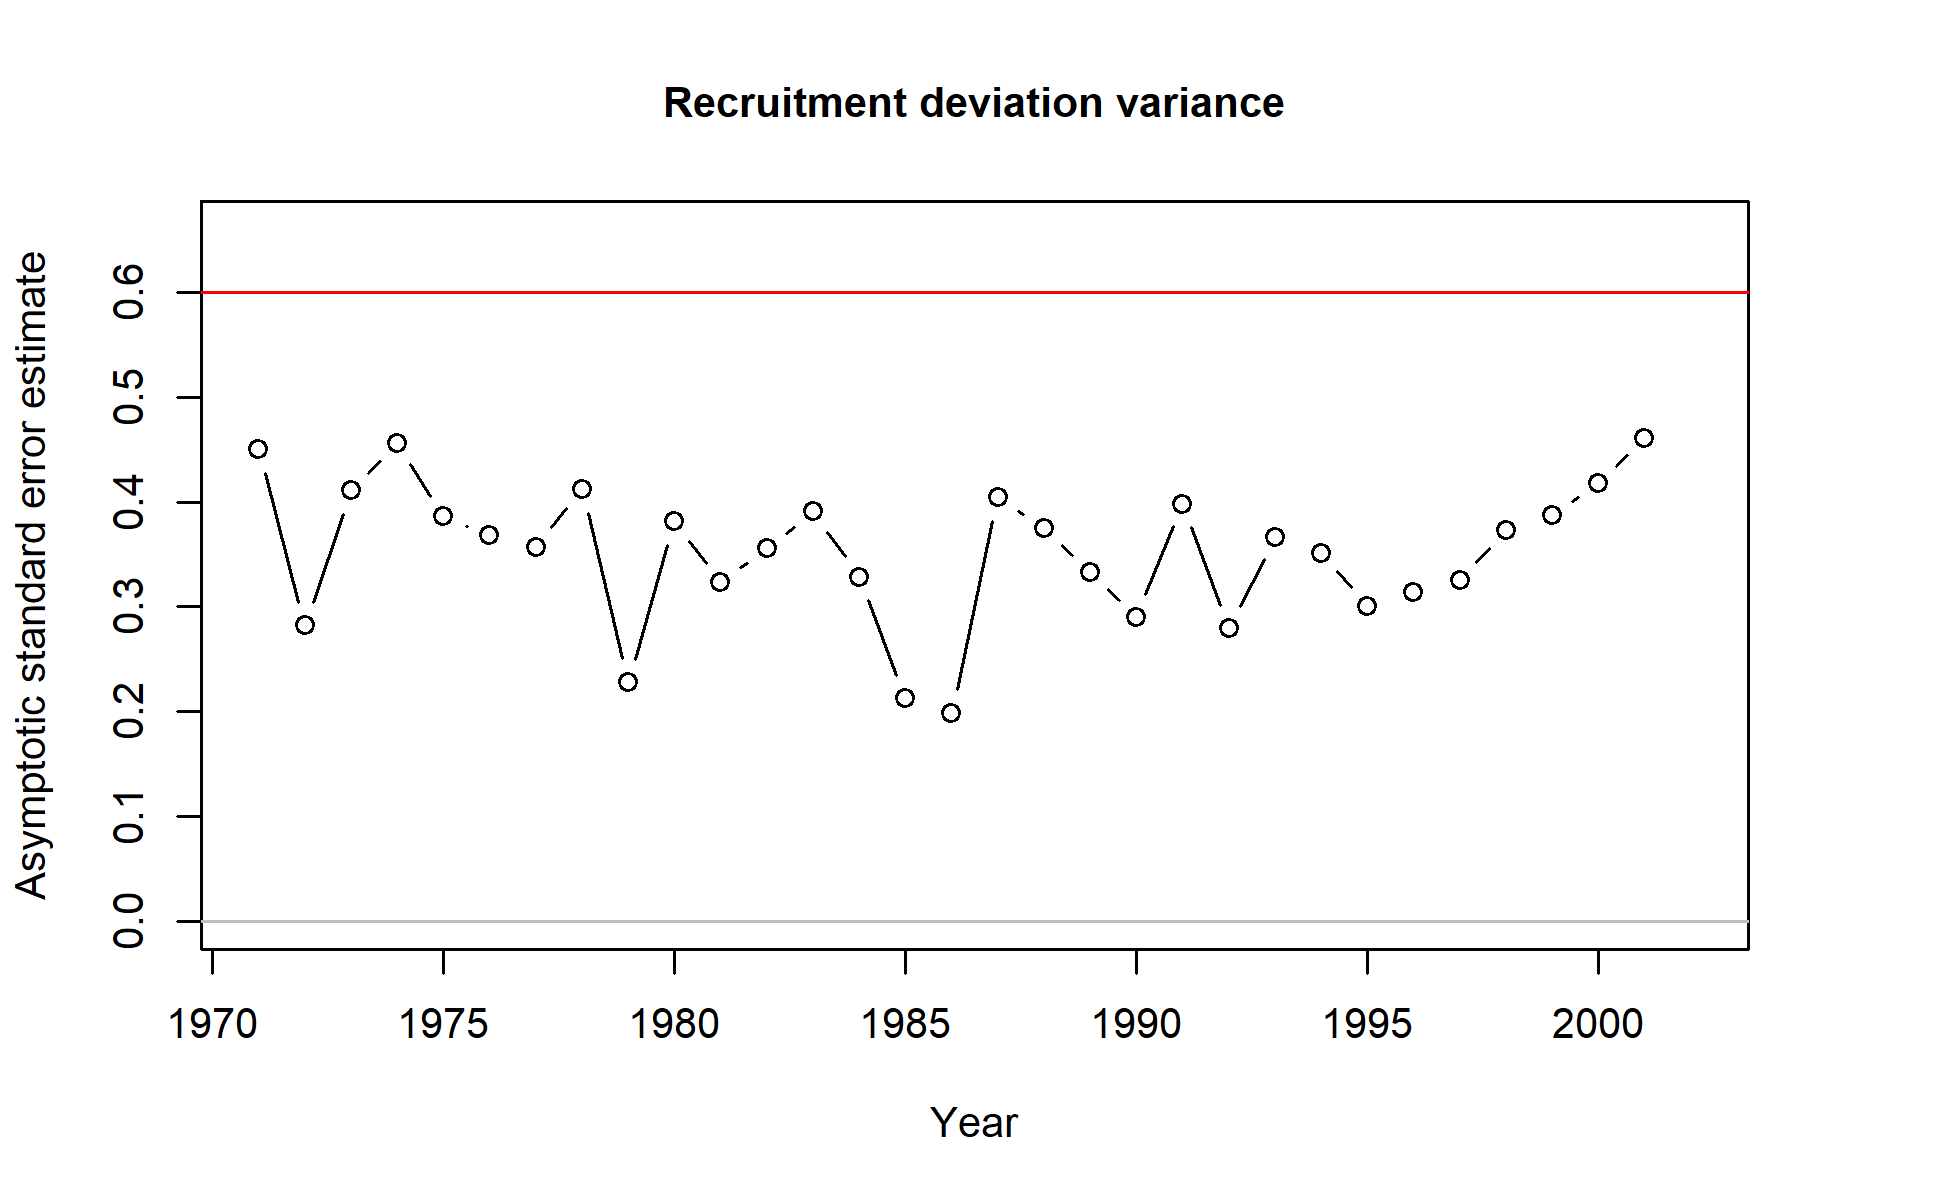 Recruitment deviation variance
Asymptotic standard error estimate
0.6
0.5
0.4
0.3
0.2
0.1
0.0
1970 1975 1980 1985 1990 1995 2000
Year